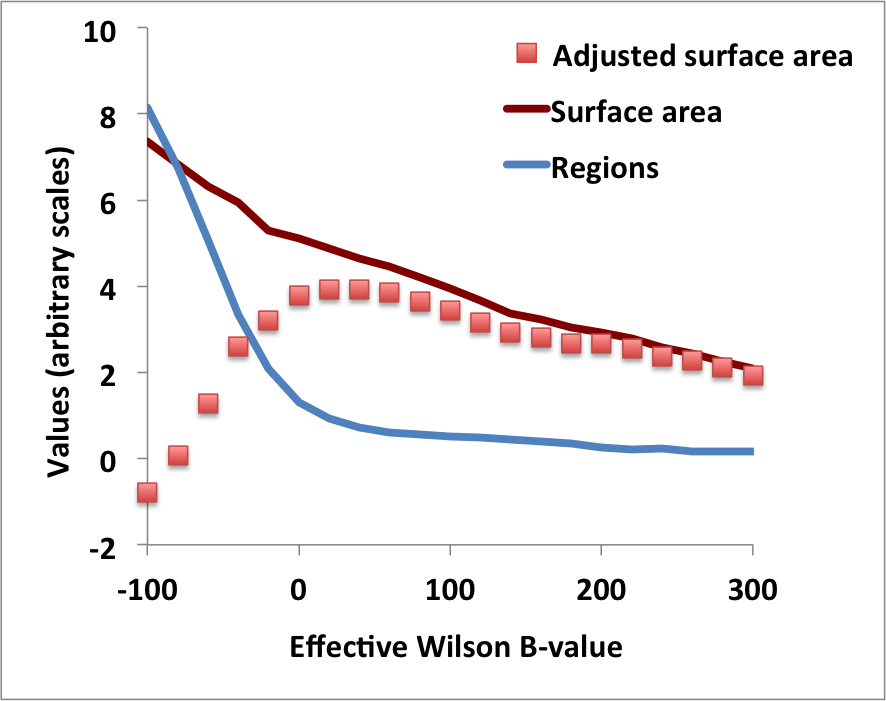 10
8
6
4
2
0
-2
Values (arbitrary scales)
Adjusted surface area
Surface area
Regions
-100 0 100 200 300
Effective Wilson B-value